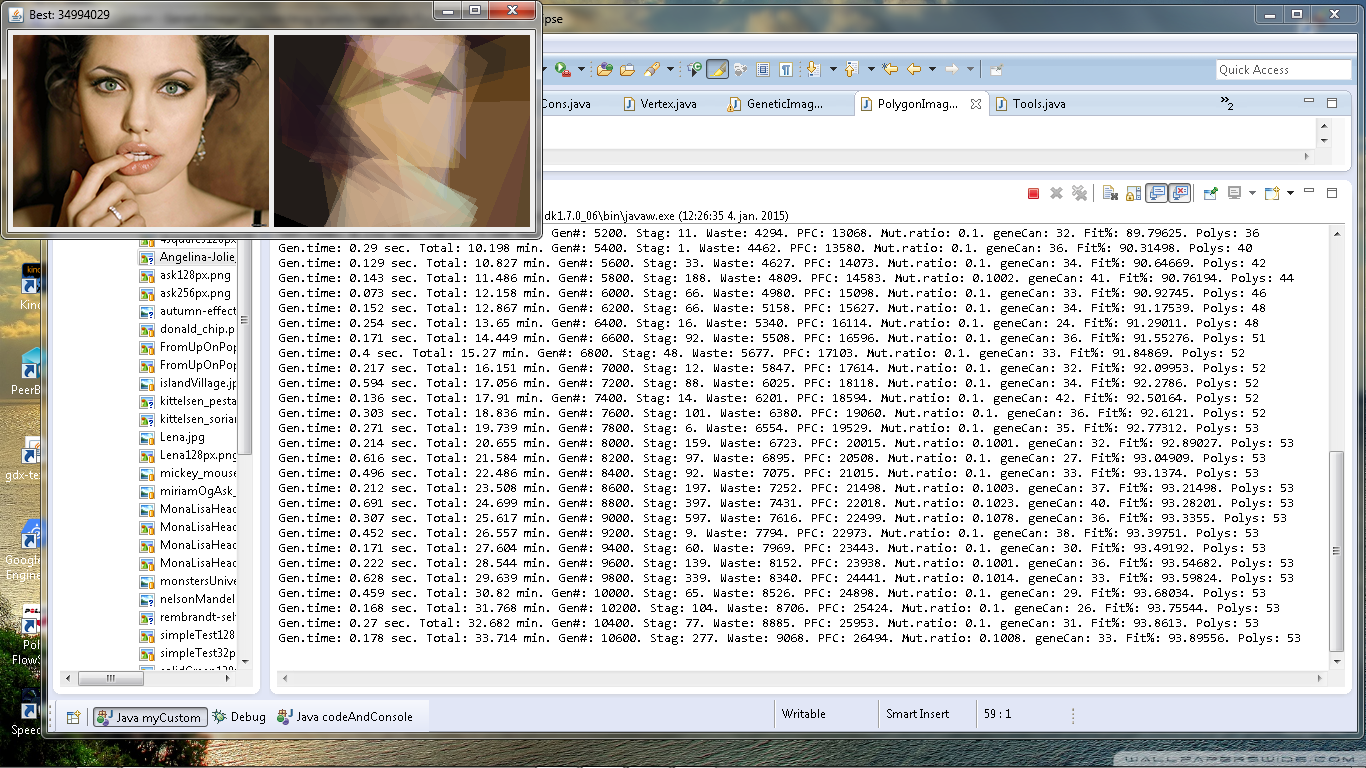 Best: 34994029
pse
Quick Access
Cons.java
Vertex.java
GeneticImag...
PolygonImag...
Tools.java
»2
dk1.7.0_06\bin\javaw.exe (12:26:35 4. jan. 2015)
Gen#: 5200. Stag: 11. Waste: 4294. PFC: 13068. Mut.ratio: 0.1. geneCan: 32. Fit%: 89.79625. Polys: 36
Gen.time: 0.29 sec. Total: 10.198 min. Gen#: 5400. Stag: 1. Waste: 4462. PFC: 13580. Mut.ratio: 0.1. geneCan: 36. Fit%: 90.31498. Polys: 40
Gen.time: 0.129 sec. Total: 10.827 min. Gen#: 5600. Stag: 33. Waste: 4627. PFC: 14073. Mut.ratio: 0.1. geneCan: 34. Fit%: 90.64669. Polys: 42
Gen.time: 0.143 sec. Total: 11.486 min. Gen#: 5800. Stag: 188. Waste: 4809. PFC: 14583. Mut.ratio: 0.1002. geneCan: 41. Fit%: 90.76194. Polys: 44
Gen.time: 0.073 sec. Total: 12.158 min. Gen#: 6000. Stag: 66. Waste: 4980. PFC: 15098. Mut.ratio: 0.1. geneCan: 33. Fit%: 90.92745. Polys: 46
Gen.time: 0.152 sec. Total: 12.867 min. Gen#: 6200. Stag: 66. Waste: 5158. PFC: 15627. Mut.ratio: 0.1. geneCan: 34. Fit%: 91.17539. Polys: 48
Gen.time: 0.254 sec. Total: 13.65 min. Gen#: 6400. Stag: 16. Waste: 5340. PFC: 16114. Mut.ratio: 0.1. geneCan: 24. Fit%: 91.29011. Polys: 48
Gen.time: 0.171 sec. Total: 14.449 min. Gen#: 6600. Stag: 92. Waste: 5508. PFC: 16596. Mut.ratio: 0.1. geneCan: 36. Fit%: 91.55276. Polys: 51
Gen.time: 0.4 sec. Total: 15.27 min. Gen#: 6800. Stag: 48. Waste: 5677. PFC: 17103. Mut.ratio: 0.1. geneCan: 33. Fit%: 91.84869. Polys: 52
Gen.time: 0.217 sec. Total: 16.151 min. Gen#: 7000. Stag: 12. Waste: 5847. PFC: 17614. Mut.ratio: 0.1. geneCan: 33. Fit%: 92.09953. Polys: 52
Gen.time: 0.594 sec. Total: 17.056 min. Gen#: 7200. Stag: 88. Waste: 6025. PFC: 18118. Mut.ratio: 0.1. geneCan: 34. Fit%: 92.2786. Polys: 52
Gen.time: 0.136 sec. Total: 17.91 min. Gen#: 7400. Stag: 14. Waste: 6201. PFC: 18594. Mut.ratio: 0.1. geneCan: 42. Fit%: 92.50164. Polys: 52
Gen.time: 0.303 sec. Total: 18.836 min. Gen#: 7600. Stag: 101. Waste: 6380. PFC: 19060. Mut.ratio: 0.1. geneCan: 36. Fit%: 92.6121. Polys: 52
Gen.time: 0.271 sec. Total: 19.739 min. Gen#: 7800. Stag: 6. Waste: 6554. PFC: 19529. Mut.ratio: 0.1. geneCan: 35. Fit%: 92.77312. Polys: 53
Gen.time: 0.214 sec. Total: 20.655 min. Gen#: 8000. Stag: 159. Waste: 6723. PFC: 20015. Mut.ratio: 0.1001. geneCan: 32. Fit%: 92.89027. Polys: 53
Gen.time: 0.616 sec. Total: 21.584 min. Gen#: 8200. Stag: 97. Waste: 6895. PFC: 20508. Mut.ratio: 0.1. geneCan: 27. Fit%: 93.04909. Polys: 53
Gen.time: 0.496 sec. Total: 22.486 min. Gen#: 8400. Stag: 92. Waste: 7075. PFC: 21015. Mut.ratio: 0.1. geneCan: 33. Fit%: 93.1374. Polys: 53
Gen.time: 0.212 sec. Total: 23.508 min. Gen#: 8600. Stag: 197. Waste: 7252. PFC: 21498. Mut.ratio: 0.1003. geneCan: 37. Fit%: 93.21498. Polys: 53
Gen.time: 0.691 sec. Total: 24.699 min. Gen#: 8800. Stag: 397. Waste: 7431. PFC: 22018. Mut.ratio: 0.1023. geneCan: 40. Fit%: 93.28201. Polys: 53
Gen.time: 0.307 sec. Total: 25.617 min. Gen#: 9000. Stag: 597. Waste: 7616. PFC: 22499. Mut.ratio: 0.1078. geneCan: 36. Fit%: 93.3355. Polys: 53
Gen.time: 0.452 sec. Total: 26.557 min. Gen#: 9200. Stag: 9. Waste: 7794. PFC: 22973. Mut.ratio: 0.1. geneCan: 38. Fit%: 93.39751. Polys: 53
Gen.time: 0.171 sec. Total: 27.604 min. Gen#: 9400. Stag: 60. Waste: 7969. PFC: 23443. Mut.ratio: 0.1. geneCan: 30. Fit%: 93.49192. Polys: 53
Gen.time: 0.222 sec. Total: 28.544 min. Gen#: 9600. Stag: 139. Waste: 8152. PFC: 23938. Mut.ratio: 0.1001. geneCan: 36. Fit%: 93.54682. Polys: 53
Gen.time: 0.628 sec. Total: 29.639 min. Gen#: 9800. Stag: 339. Waste: 8340. PFC: 24441. Mut.ratio: 0.1014. geneCan: 33. Fit%: 93.59824. Polys: 53
Gen.time: 0.459 sec. Total: 30.82 min. Gen#: 10000. Stag: 65. Waste: 8526. PFC: 24898. Mut.ratio: 0.1. geneCan: 29. Fit%: 93.68034. Polys: 53
Gen.time: 0.168 sec. Total: 31.768 min. Gen#: 10200. Stag: 104. Waste: 8706. PFC: 25424. Mut.ratio: 0.1. geneCan: 26. Fit%: 93.75544. Polys: 53
Gen.time: 0.27 sec. Total: 32.682 min. Gen#: 10400. Stag: 77. Waste: 8885. PFC: 25953. Mut.ratio: 0.1. geneCan: 31. Fit%: 93.8613. Polys: 53
Gen.time: 0.178 sec. Total: 33.714 min. Gen#: 10600. Stag: 277. Waste: 9068. PFC: 26494. Mut.ratio: 0.1008. geneCan: 33. Fit%: 93.89556. Polys: 53
4squares128px
Angelina-Jolie
ask128px.png
ask256px.png
autumn-effect
donald_chip.p
FromUpOnPop
FromUpOnPop
islandVillage.jp
kittelsen_pesta
kittelsen_sorian
Lena.jpg
Lena128px.png
mickey_mouse
miriamOgAsk_
MonaLisaHead
MonaLisaHead
MonaLisaHead
MonaLisaHead
monstersUnive
nelsonMandel
rembrandt-self
simpleTest128
simpleTest32p
kind
Kin
PeerB
gdx-te
Google
Engine
Pol
FlowS
Speec
Java myCustom
Debug
Java codeAndConsole
Writable
Smart Insert
59 : 1
WALLPAPERSWIDE.COM